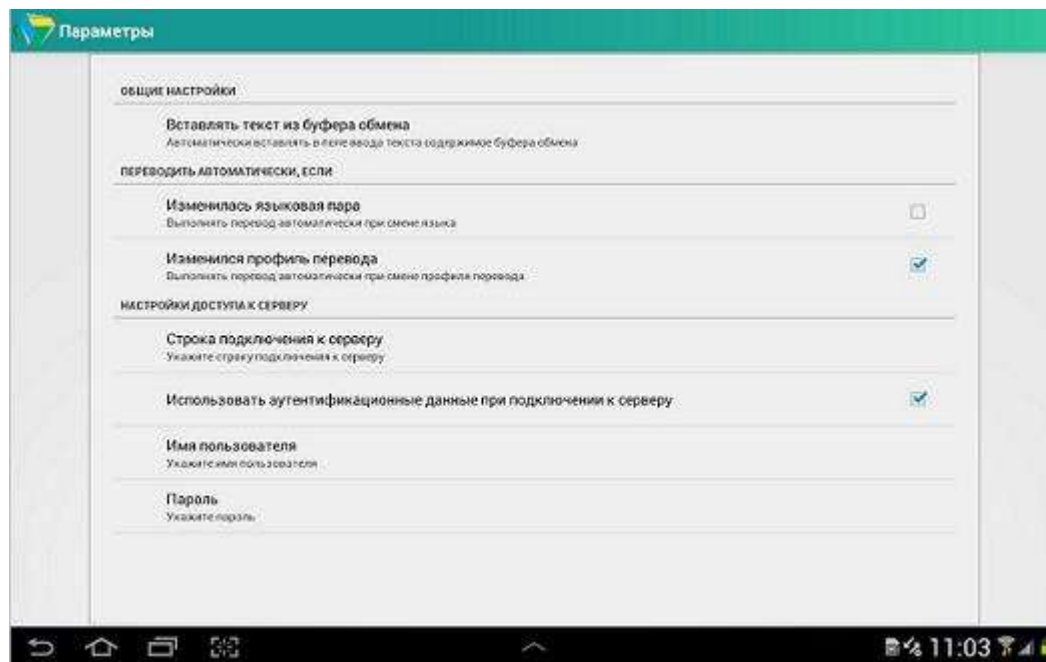 Параметры
ОБЩИЕ НАСТРОЙКИ
Вставлять текст из буфера обмена
Автоматически вставлять в поле ввода текста содержимое буфера обмена
ПЕРЕВОДИТЬ АВТОМАТИЧЕСКИ, ЕСЛИ
Изменилась языковая пара
Выполнять перевод автоматически при смене языка
Изменился профиль перевода
Выполнять перевод автоматически при смене профиля перевода
НАСТРОЙКИ ДОСТУПА К СЕРВЕРУ
Строка подключения к серверу
Укажите строку подключения к серверу
Использовать аутентификационные данные при подключении к серверу
Имя пользователя
Укажите имя пользователя
Пароль
Укажите пароль
11:03